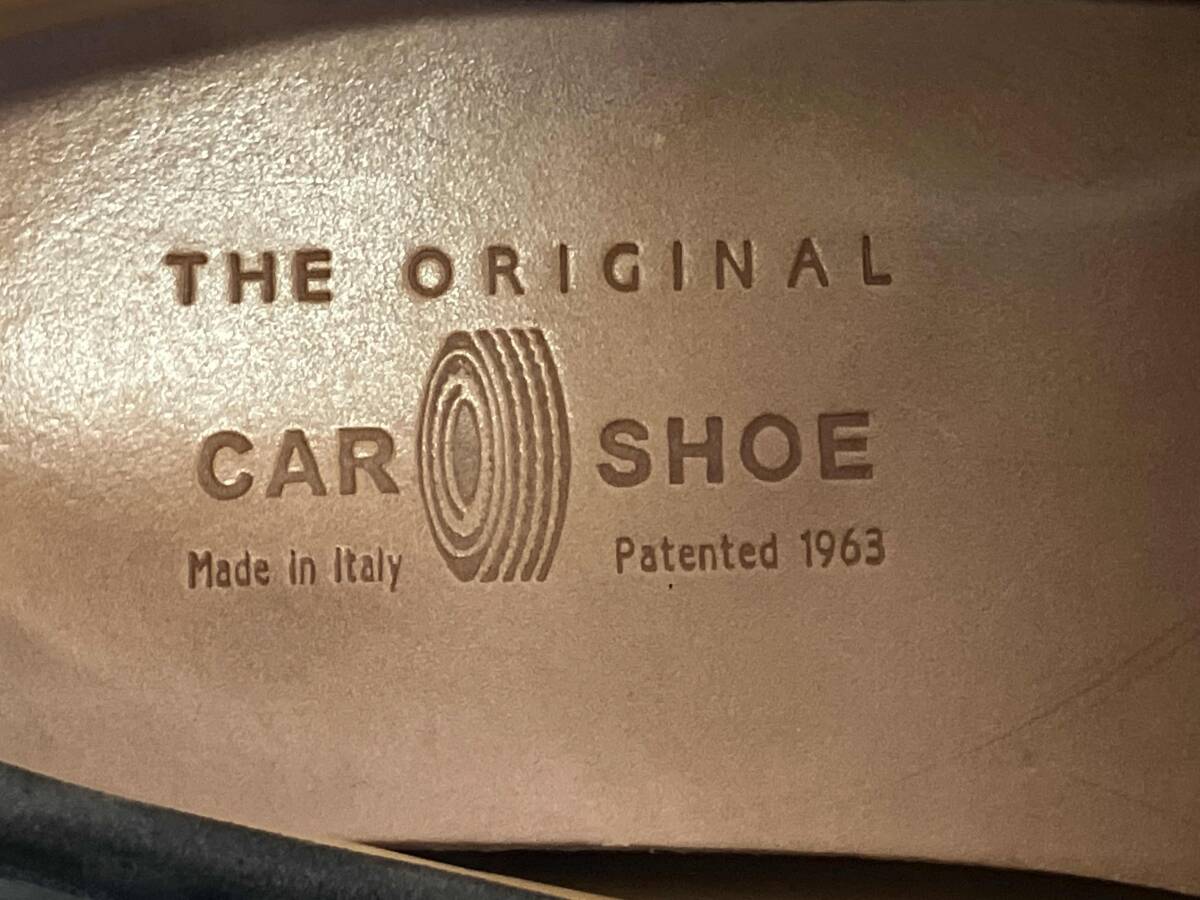 THE ORIGINAL
CAR SHOE
Made in Italy Patented 1963